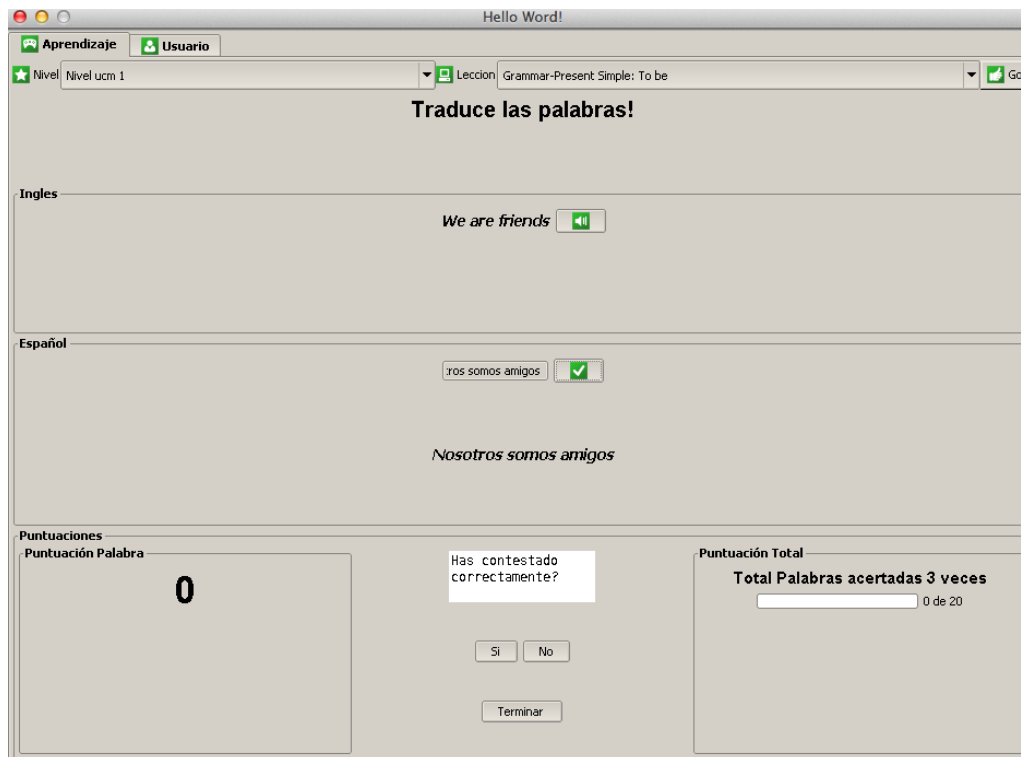 Hello Word!
Aprendizaje Usuario
Nivel Nivel ucm 1 Leccion Grammar-Present Simple: To be Go
Traduce las palabras!
Ingles
We are friends
Español
ros somos amigos
Nosotros somos amigos
Puntuaciones
Puntuación Palabra
0
Has contestado
correctamente?
Si No
Terminar
Puntuación Total
Total Palabras acertadas 3 veces
0 de 20